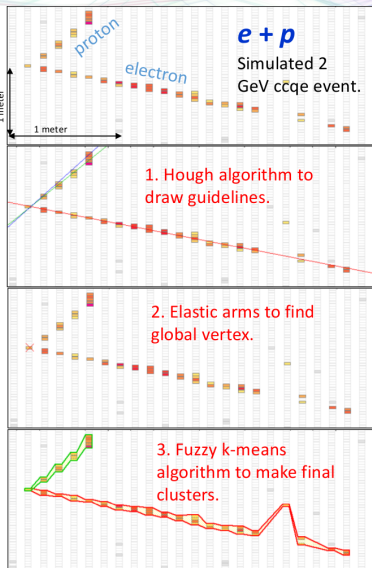 e + p
Simulated 2
GeV ccqe event.
proton
electron
1 meter
1 meter
1. Hough algorithm to
draw guidelines.
2. Elastic arms to find
global vertex.
3. Fuzzy k-means
algorithm to make final
clusters.